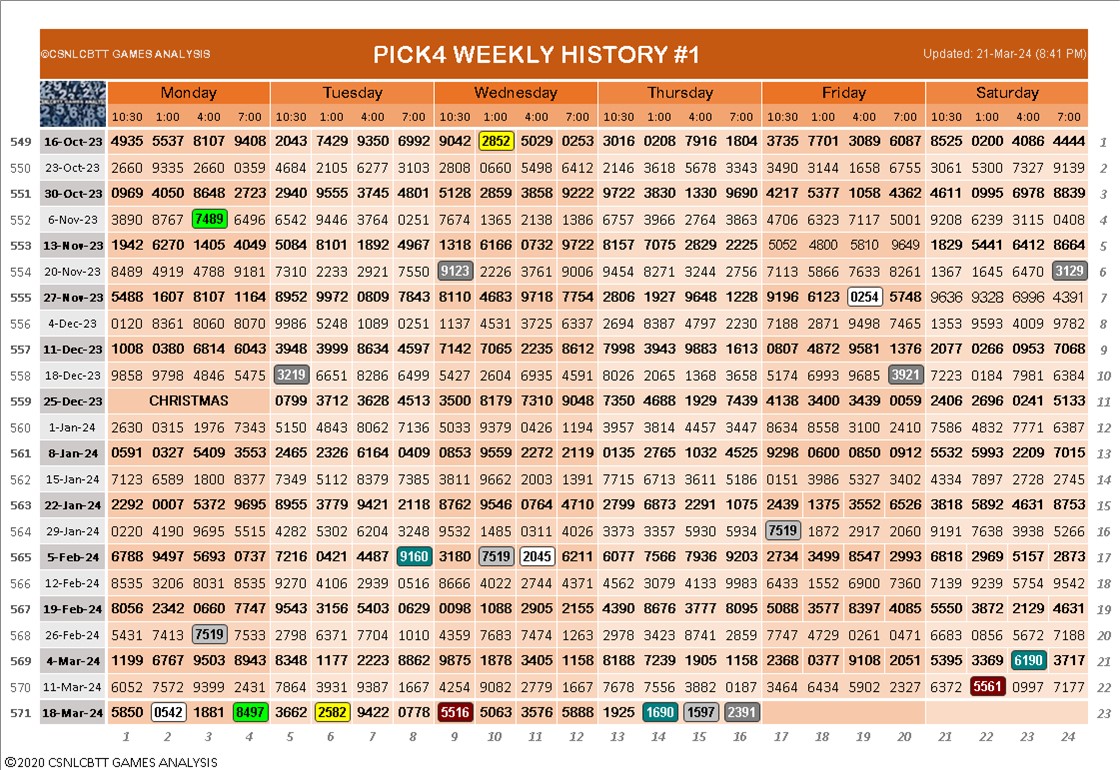 ©CSNLCBTT GAMES ANALYSIS PICK4 WEEKLY HISTORY #1 Updated: 21-Mar-24 (8:41 PM)
Monday Tuesday Wednesday Thursday Friday Saturday
10:30 1:00 4:00 7:00 10:30 1:00 4:00 7:00 10:30 1:00 4:00 7:00 10:30 1:00 4:00 7:00 10:30 1:00 4:00 7:00 10:30 1:00 4:00 7:00
549 16-Oct-23 4935 5537 8107 9408 2043 7429 9350 6992 9042 2852 5029 0253 3016 0208 7916 1804 3735 7701 3089 6087 8525 0200 4086 4444 1
550 23-Oct-23 2660 9335 2660 0359 4684 2105 6277 3103 2808 0660 5498 6412 2146 3618 5678 3343 3490 3144 1658 6755 3061 5300 7327 9139 2
551 30-Oct-23 0969 4050 8648 2723 2940 9555 3745 4801 5128 2859 3858 9222 9722 3830 1330 9690 4217 5377 1058 4362 4611 0995 6978 8839 3
552 6-Nov-23 3890 8767 7489 6496 6542 9446 3764 0251 7674 1365 2138 1386 6757 3966 2764 3863 4706 6323 7117 5001 9208 6239 3115 0408 4
553 13-Nov-23 1942 6270 1405 4049 5084 8101 1892 4967 1318 6166 0732 9722 8157 7075 2829 2225 5052 4800 5810 9649 1829 5441 6412 8664 5
554 20-Nov-23 8489 4919 4788 9181 7310 2233 2921 7550 9123 2226 3761 9006 9454 8271 3244 2756 7113 5866 7633 8261 1367 1645 6470 3129 6
555 27-Nov-23 5488 1607 8107 1164 8952 9972 0809 7843 8110 4683 9718 7754 2806 1927 9648 1228 9196 6123 0254 5748 9636 9328 6996 4391 7
556 4-Dec-23 0120 8361 8060 8070 9986 5248 1089 0251 1137 4531 3725 6337 2694 8387 4797 2230 7188 2871 9498 7465 1353 9593 4009 9782 8
557 11-Dec-23 1008 0380 6814 6043 3948 3999 8634 4597 7142 7065 2235 8612 7998 3943 9883 1613 0807 4872 9581 1376 2077 0266 0953 7068 9
558 18-Dec-23 9858 9798 4846 5475 3219 6651 8286 6499 5427 2604 6935 4591 8026 2065 1368 3658 5174 6993 9685 3921 7223 0184 7981 6384 10
559 25-Dec-23 CHRISTMAS 0799 3712 3628 4513 3500 8179 7310 9048 7350 4688 1929 7439 4138 3400 3439 0059 2406 2696 0241 5133 11
560 1-Jan-24 2630 0315 1976 7343 5150 4843 8062 7136 5033 9379 0426 1194 3957 3814 4457 3447 8634 8558 3100 2410 7586 4832 7771 6387 12
561 8-Jan-24 0591 0327 5409 3553 2465 2326 6164 0409 0853 9559 2272 2119 0135 2765 1032 4525 9298 0600 0850 0912 5532 5993 2209 7015 13
562 15-Jan-24 7123 6589 1800 8377 7349 5112 8379 7385 3811 9662 2003 1391 7715 6713 3611 5186 0151 3986 5327 3402 4334 7897 2728 2745 14
563 22-Jan-24 2292 0007 5372 9695 8955 3779 9421 2118 8762 9546 0764 4710 2799 6873 2291 1075 2439 1375 3552 6526 3818 5892 4631 8753 15
564 29-Jan-24 0220 4190 9695 5515 4282 5302 6204 3248 9532 1485 0311 4026 3373 3357 5930 5934 7519 1872 2917 2060 9191 7638 3938 5266 16
565 5-Feb-24 6788 9497 5693 0737 7216 0421 4487 9160 3180 7519 2045 6211 6077 7566 7936 9203 2734 3499 8547 2993 6818 2969 5157 2873 17
566 12-Feb-24 8535 3206 8031 8535 9270 4106 2939 0516 8666 4022 2744 4371 4562 3079 4133 9983 6433 1552 6900 7360 7139 9239 5754 9542 18
567 19-Feb-24 8056 2342 0660 7747 9543 3156 5403 0629 0098 1088 2905 2155 4390 8676 3777 8095 5088 3577 8397 4085 5550 3872 2129 4631 19
568 26-Feb-24 5431 7413 7519 7533 2798 6371 7704 1010 4359 7683 7474 1263 2978 3423 8741 2859 7747 4729 0261 0471 6683 0856 5672 7188 20
569 4-Mar-24 1199 6767 9503 8943 8348 1177 2223 8862 9875 1878 3405 1158 8188 7239 1905 1158 2368 0377 9108 2051 5395 3369 6190 3717 21
570 11-Mar-24 6052 7572 9399 2431 7864 3931 9387 1667 4254 9082 2779 1667 7678 7556 3882 0187 3464 6434 5902 2327 6372 5561 0997 7177 22
571 18-Mar-24 5850 0542 1881 8497 3662 2582 9422 0778 5516 5063 3576 5888 1925 1690 1597 2391 23
1 2 3 4 5 6 7 8 9 10 11 12 13 14 15 16 17 18 19 20 21 22 23 24
©2020 CSNLCBTT GAMES ANALYSIS